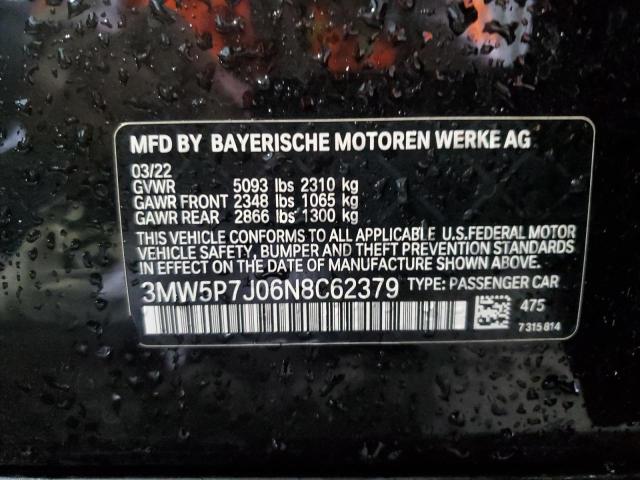 MFD BY BAYERISCHE MOTOREN WERKE AG
03/22
GVWR 5093 lbs 2310 kg
GAWR FRONT 2348 lbs 1065 kg
GAWR REAR 2866 lbs 1300 kg
THIS VEHICLE CONFORMS TO ALL APPLICABLE U.S.FEDERAL MOTOR
VEHICLE SAFETY, BUMPER AND THEFT PREVENTION STANDARDS
IN EFFECT ON THE DATE OF MANUFACTURE SHOWN ABOVE.
3MW5P7J06N8C62379 TYPE: PASSENGER CAR
475
7 315 814